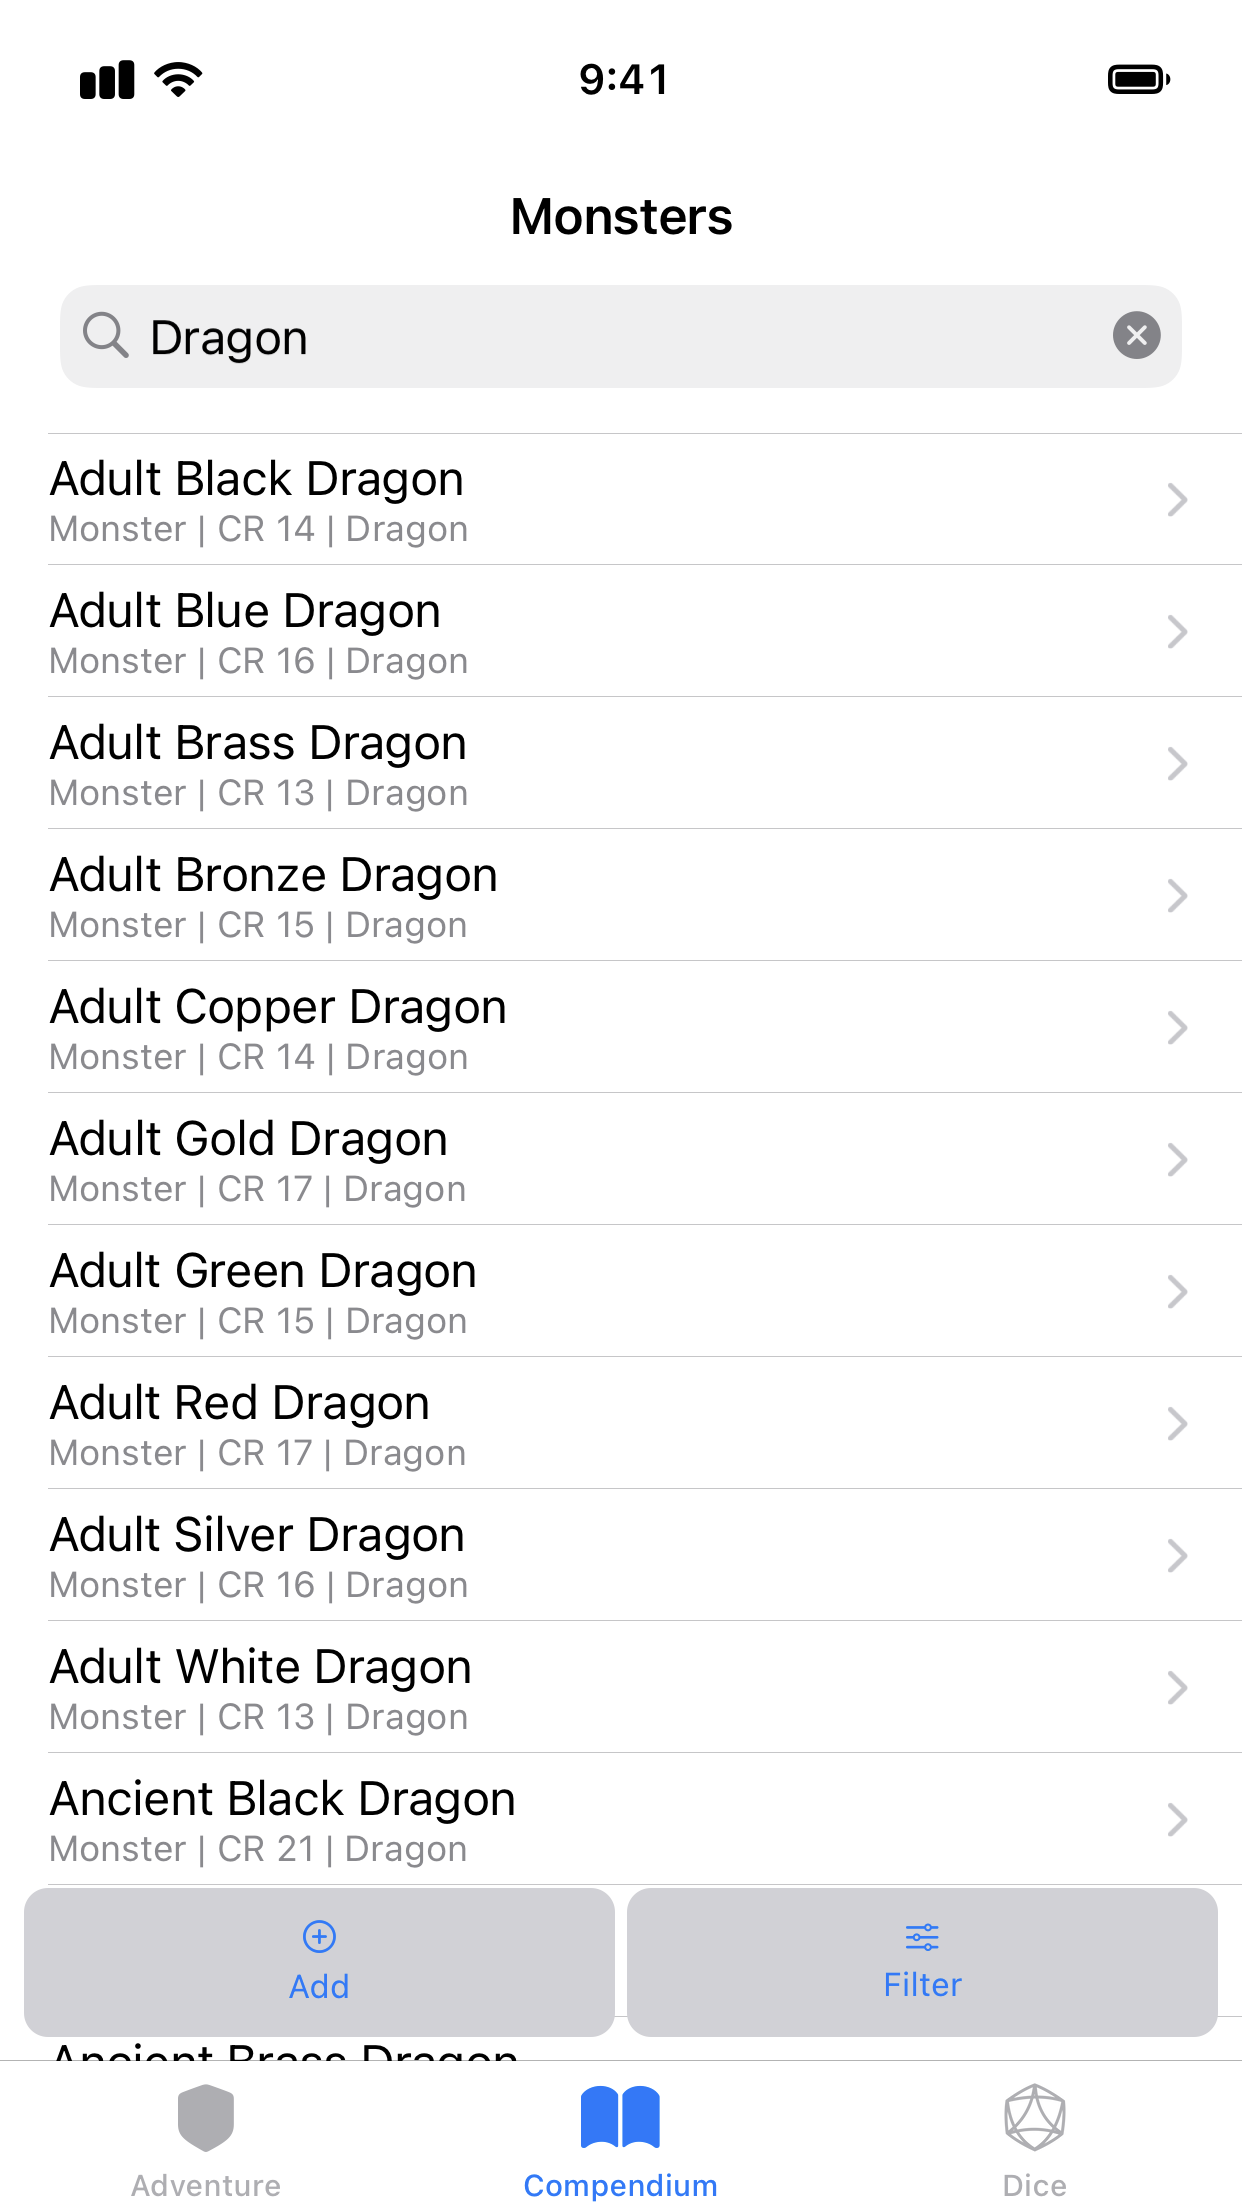 9:41
Monsters
Dragon
Adult Black Dragon
Monster | CR 14 | Dragon
Adult Blue Dragon
Monster | CR 16 | Dragon
Adult Brass Dragon
Monster | CR 13 | Dragon
Adult Bronze Dragon
Monster | CR 15 | Dragon
Adult Copper Dragon
Monster | CR 14 | Dragon
Adult Gold Dragon
Monster | CR 17 | Dragon
Adult Green Dragon
Monster | CR 15 | Dragon
Adult Red Dragon
Monster | CR 17 | Dragon
Adult Silver Dragon
Monster | CR 16 | Dragon
Adult White Dragon
Monster | CR 13 | Dragon
Ancient Black Dragon
Monster | CR 21 | Dragon
Add
Filter
Ancient Brass Dragon
Adventure
Compendium
Dice